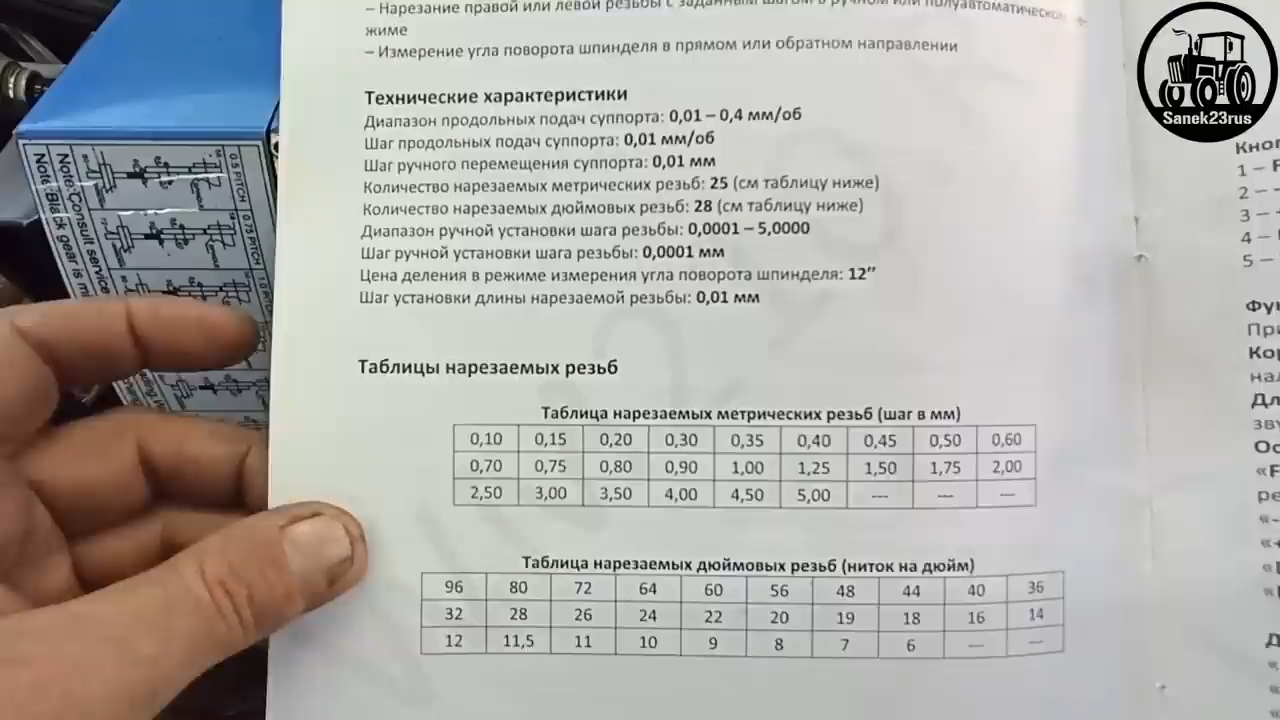 – Нарезание правой или левой резьбы с заданным шагом в ручном или полуавтоматическом
жиме
– Измерение угла поворота шпинделя в прямом или обратном направлении
Технические характеристики
Диапазон продольных подач суппорта: 0,01 – 0,4 мм/об
Шаг продольных подач суппорта: 0,01 мм/об
Шаг ручного перемещения суппорта: 0,01 мм
Количество нарезаемых метрических резьб: 25 (см таблицу ниже)
Количество нарезаемых дюймовых резьб: 28 (см таблицу ниже)
Диапазон ручной установки шага резьбы: 0,0001 – 5,0000
Шаг ручной установки шага резьбы: 0,0001 мм
Цена деления в режиме измерения угла поворота шпинделя: 12’’
Шаг установки длины нарезаемой резьбы: 0,01 мм
Таблицы нарезаемых резьб
Таблица нарезаемых метрических резьб (шаг в мм)
0,10 0,15 0,20 0,30 0,35 0,40 0,45 0,50 0,60
0,70 0,75 0,80 0,90 1,00 1,25 1,50 1,75 2,00
2,50 3,00 3,50 4,00 4,50 5,00 --- --- ---
Таблица нарезаемых дюймовых резьб (ниток на дюйм)
96 80 72 64 60 56 48 44 40 36
32 28 26 24 22 20 19 18 16 14
12 11,5 11 10 9 8 7 6 --- ---
Sanek23rus
1 –
2 –
3 –
4 –
5 –
0.5 PITCH
0.75 PITCH
Note:Consult service
Note:Black gear is